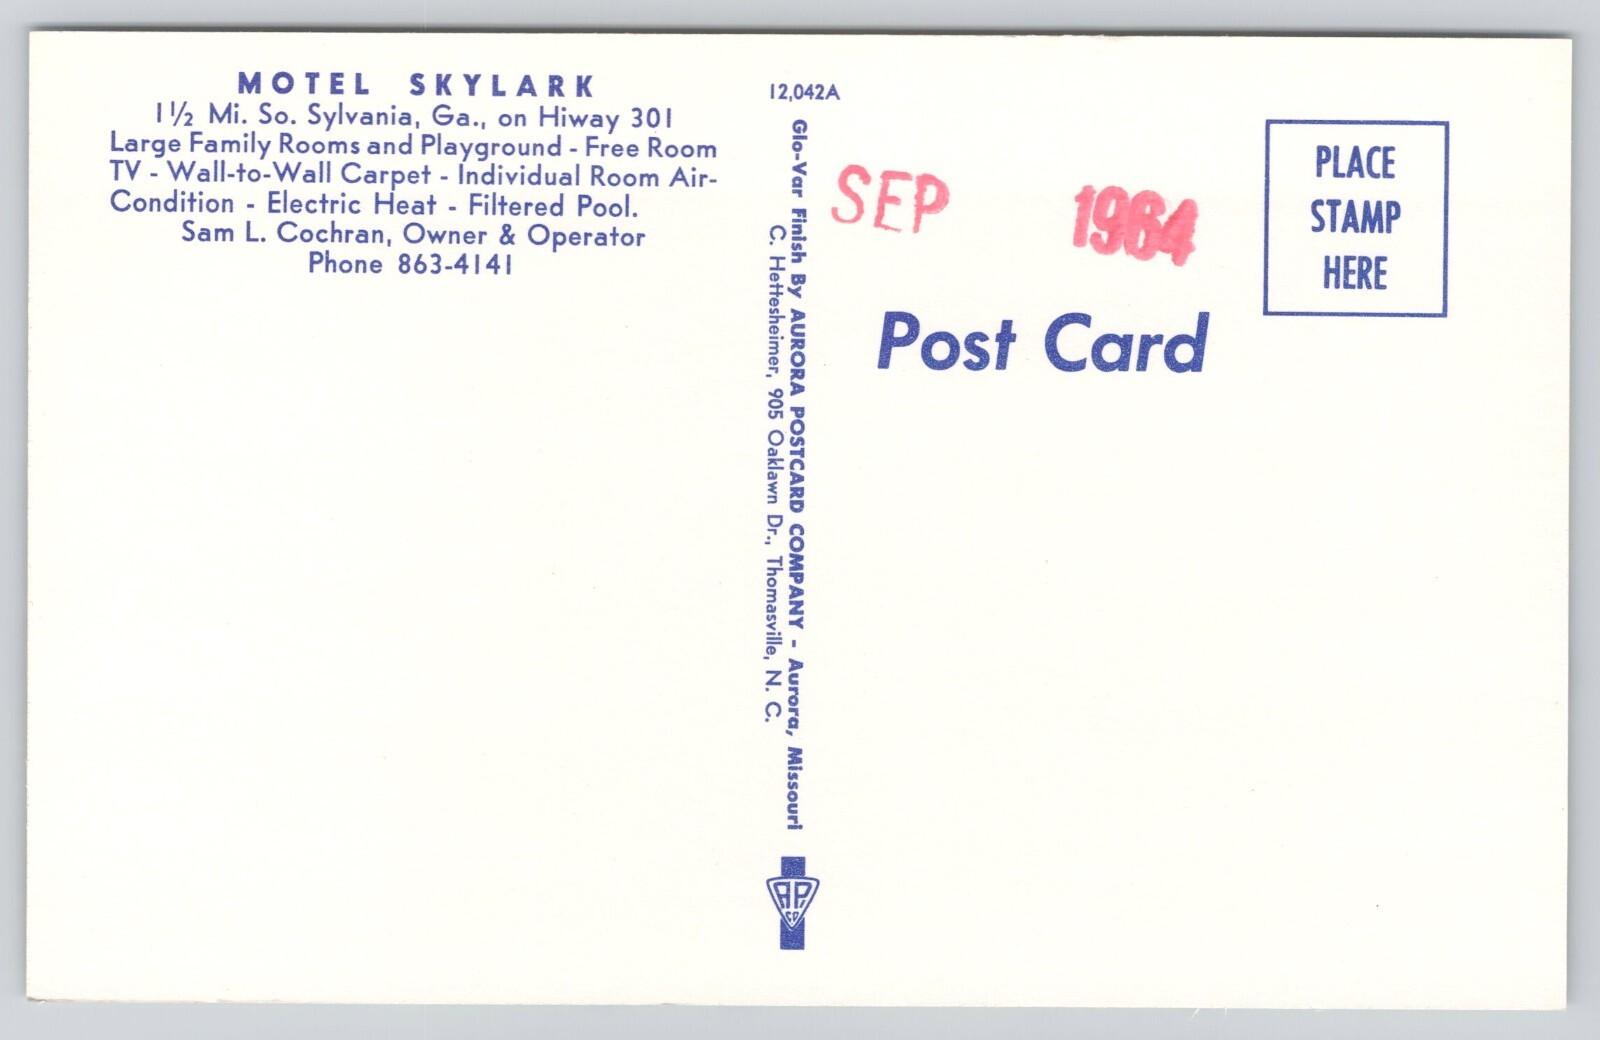 MOTEL SKYLARK
1½ Mi. So. Sylvania, Ga., on Hiway 301
Large Family Rooms and Playground - Free Room
TV - Wall-to-Wall Carpet - Individual Room Air-
Condition - Electric Heat - Filtered Pool.
Sam L. Cochran, Owner & Operator
Phone 863-4141
12,042A
Glo-Var Finish By AURORA POSTCARD COMPANY - Aurora, Missouri
C. Hettesheimer, 905 Oaklawn Dr., Thomasville, N. C.
A.P.
CO
SEP 1964
Post Card
PLACE
STAMP
HERE